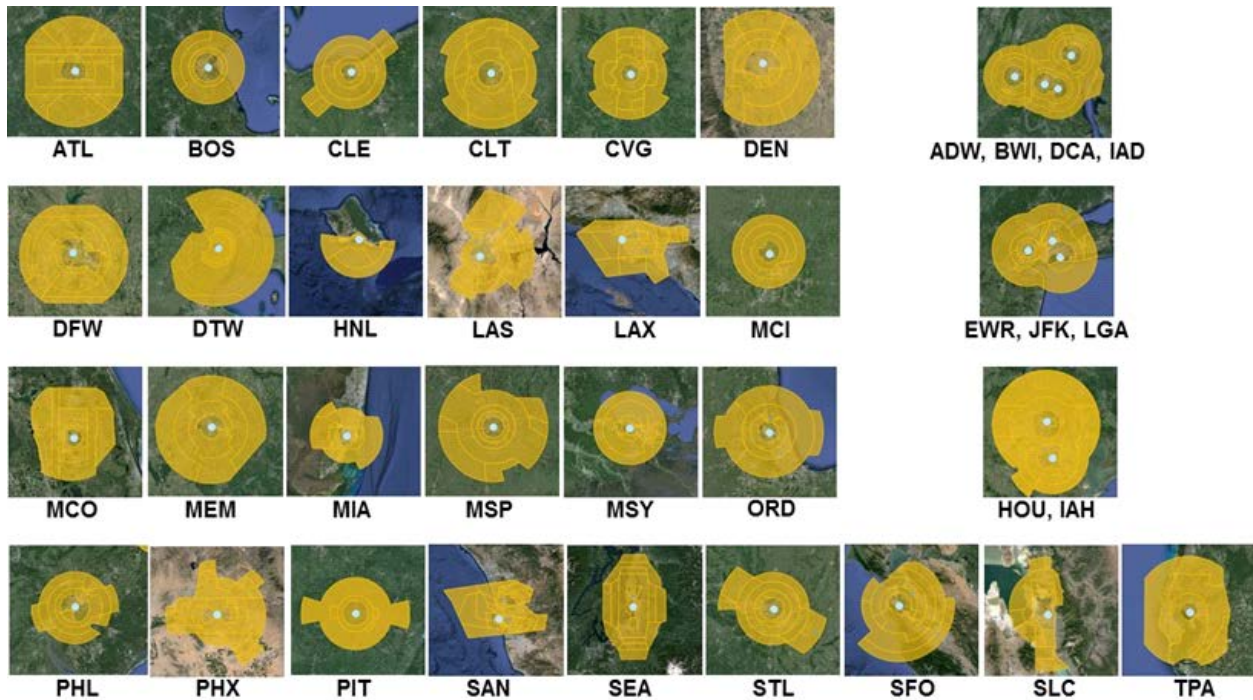 ATL BOS CLE CLT CVG DEN ADW, BWI, DCA, IAD
DFW DTW HNL LAS LAX MCI EWR, JFK, LGA
MCO MEM MIA MSP MSY ORD HOU, IAH
PHL PHX PIT SAN SEA STL SFO SLC TPA